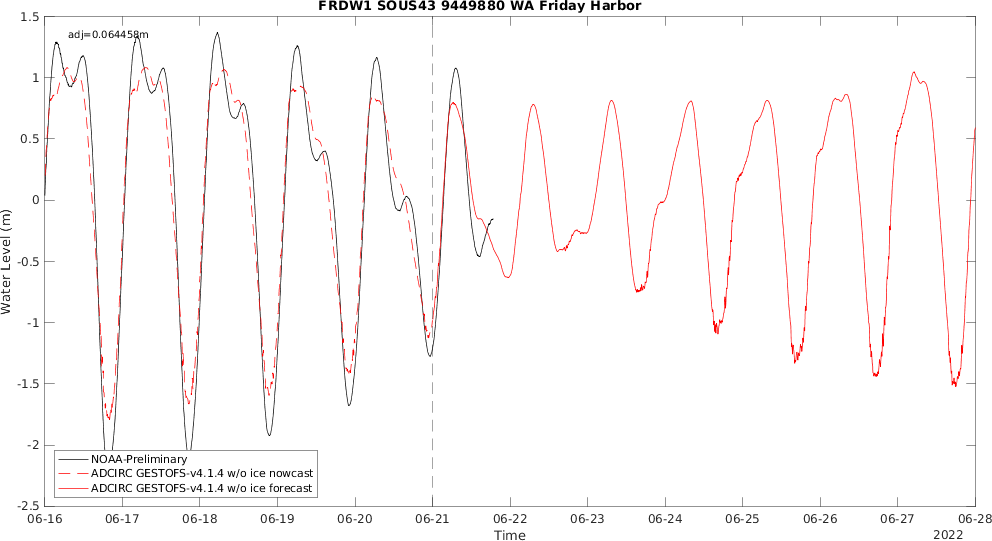 FRDW1 SOUS43 9449880 WA Friday Harbor
adj=0.064458m
1.5
1
0.5
0
-0.5
-1
-1.5
-2
-2.5
Water Level (m)
NOAA-Preliminary
ADCIRC GESTOFS-v4.1.4 w/o ice nowcast
ADCIRC GESTOFS-v4.1.4 w/o ice forecast
06-16 06-17 06-18 06-19 06-20 06-21 06-22 06-23 06-24 06-25 06-26 06-27 06-28
Time
2022